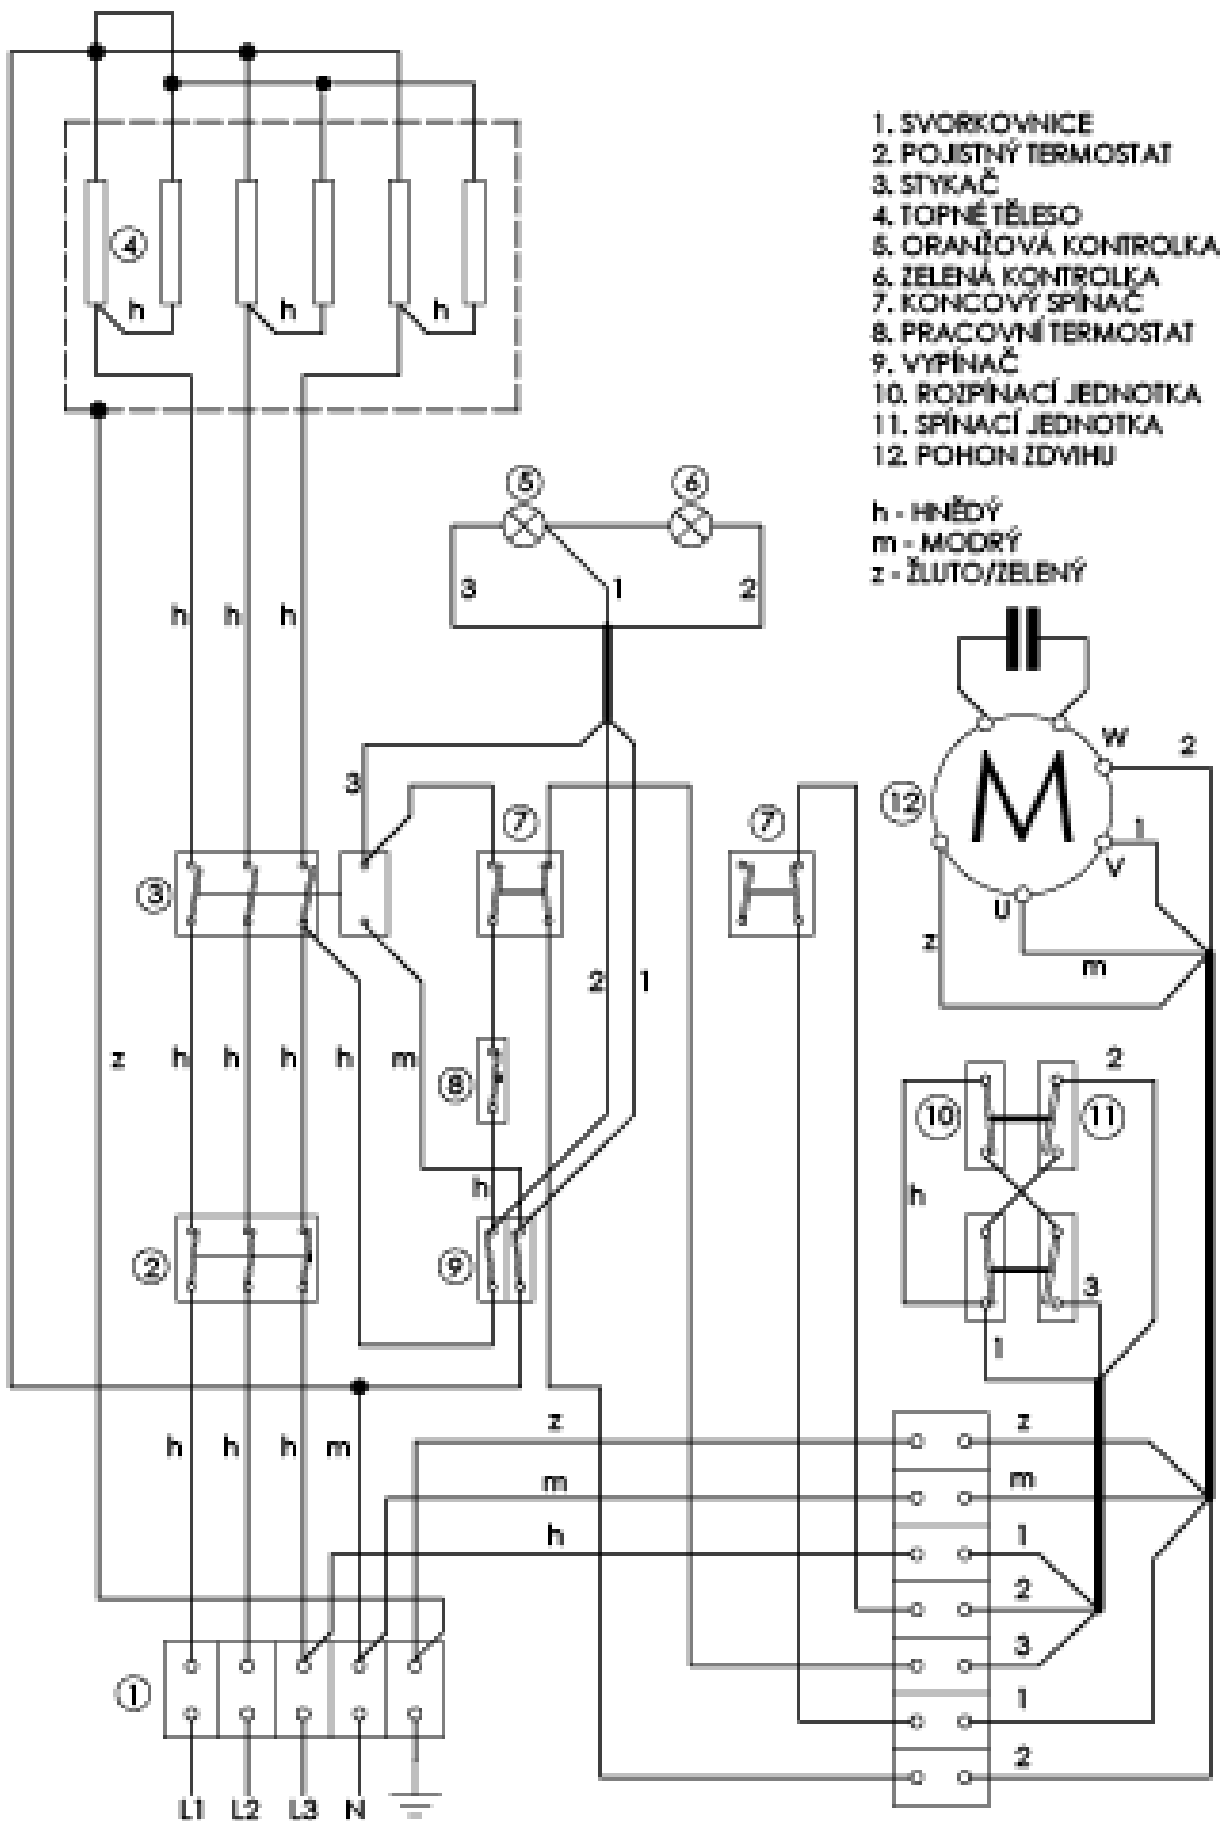 1. SVORKOVNICE
2. POJISTNÝ TERMOSTAT
3. STYKAČ
4. TOPNÉ TĚLESO
5. ORANŽOVÁ KONTROLKA
6. ZELENÁ KONTROLKA
7. KONCOVÝ SPÍNAČ
8. PRACOVNÍ TERMOSTAT
9. VYPÍNAČ
10. ROZPÍNACÍ JEDNOTKA
11. SPÍNACÍ JEDNOTKA
12. POHON ZDVIHU
h - HNĚDÝ
m - MODRÝ
z - ŽLUTO/ZELENÝ
4
h h h
5 6
3 1 2
h h h
W 2
3
7 7 12 M
1
V
3
U
z m
2 1
z h h h h m
8
2
10 11
h
h
2 9
3
1
h h h m
z z
m m
h 1
2
3
1
1
2
L1 L2 L3 N